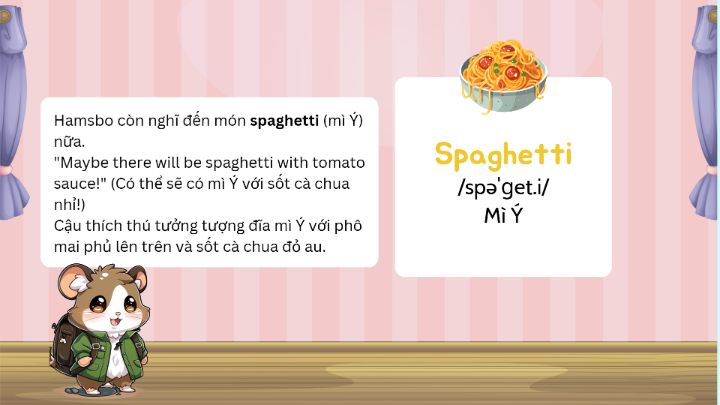 Hamsbo còn nghĩ đến món spaghetti (mì Ý)
nữa.
"Maybe there will be spaghetti with tomato
sauce!" (Có thể sẽ có mì Ý với sốt cà chua
nhỉ!)
Cậu thích thú tưởng tượng đĩa mì Ý với phô
mai phủ lên trên và sốt cà chua đỏ au.
Spaghetti
/spəˈɡet.i/
Mì Ý